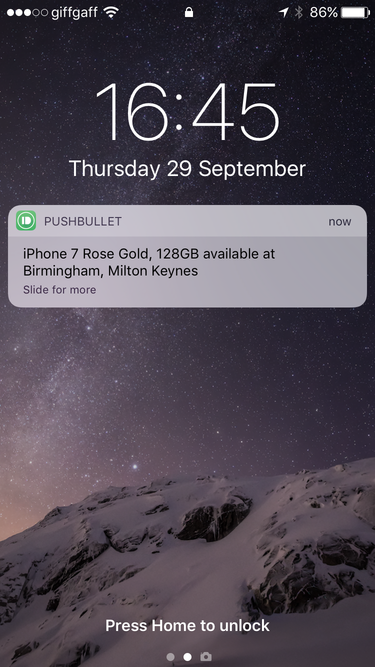 giffgaff 86%
16:45
Thursday 29 September
PUSHBULLET now
iPhone 7 Rose Gold, 128GB available at
Birmingham, Milton Keynes
Slide for more
Press Home to unlock